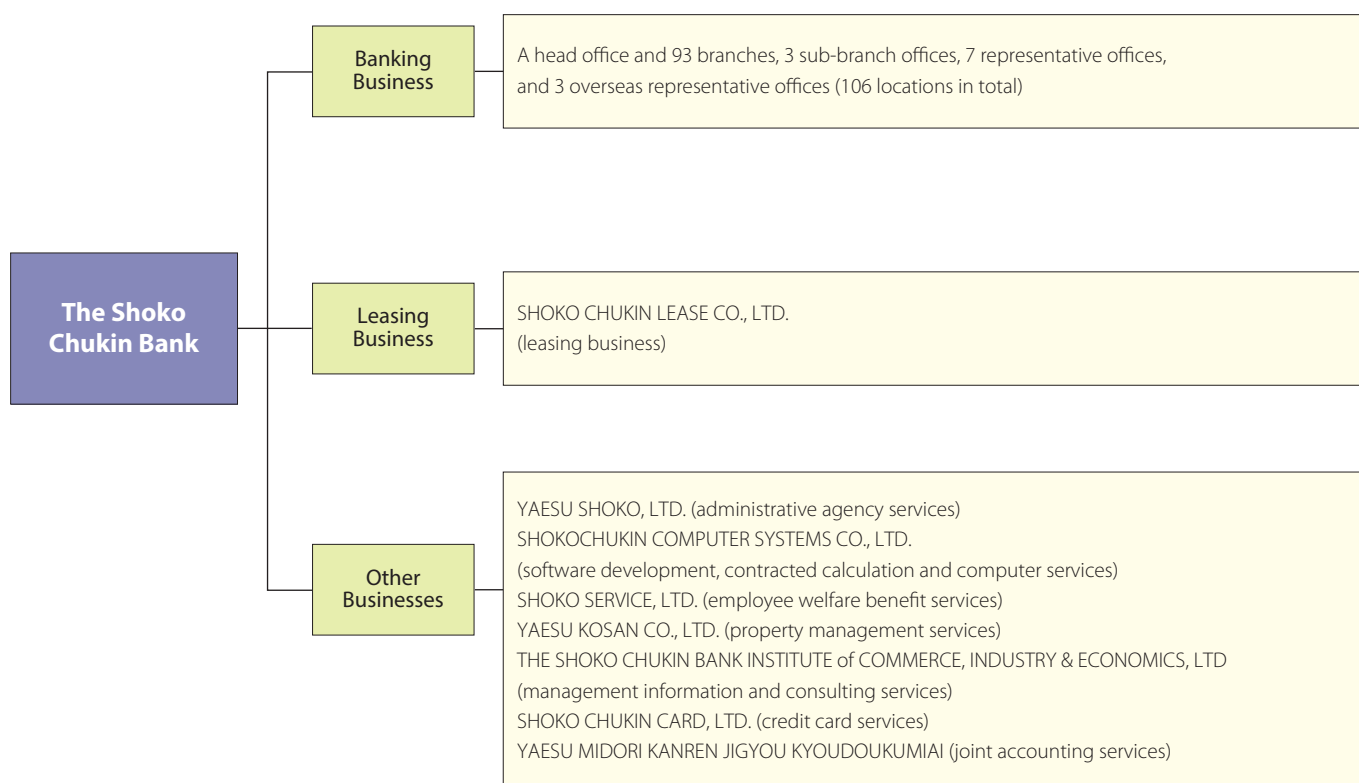 The Shoko
Chukin Bank
Banking
Business
A head office and 93 branches, 3 sub-branch offices, 7 representative offices,
and 3 overseas representative offices (106 locations in total)
Leasing
Business
SHOKO CHUKIN LEASE CO., LTD.
(leasing business)
Other
Businesses
YAESU SHOKO, LTD. (administrative agency services)
SHOKOCHUKIN COMPUTER SYSTEMS CO., LTD.
(software development, contracted calculation and computer services)
SHOKO SERVICE, LTD. (employee welfare benefit services)
YAESU KOSAN CO., LTD. (property management services)
THE SHOKO CHUKIN BANK INSTITUTE of COMMERCE, INDUSTRY & ECONOMICS, LTD
(management information and consulting services)
SHOKO CHUKIN CARD, LTD. (credit card services)
YAESU MIDORI KANREN JIGYOU KYOUDOUKUMIAI (joint accounting services)